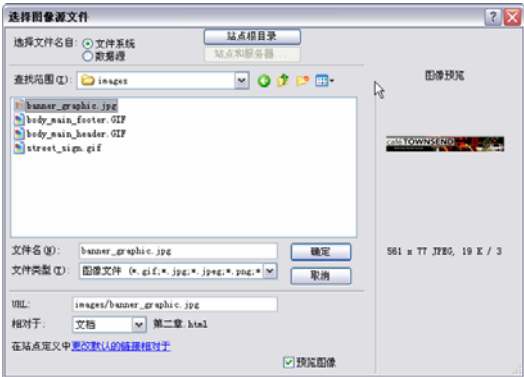 选择图像源文件
选择文件名自: 文件系统 站点根目录
数据源 站点和服务器...
查找范围(I): images
图像预览
banner_graphic.jpg
body_main_footer.GIF
body_main_header.GIF
street_sign.gif
café TOWNSEND
文件名(N): banner_graphic.jpg 确定
561 x 77 JPEG, 19 K / 3
文件类型(T): 图像文件 (*.gif;*.jpg;*.jpeg;*.png;* 取消
URL: images/banner_graphic.jpg
相对于: 文档 第二章.html
在站点定义中更改默认的链接相对于
预览图像